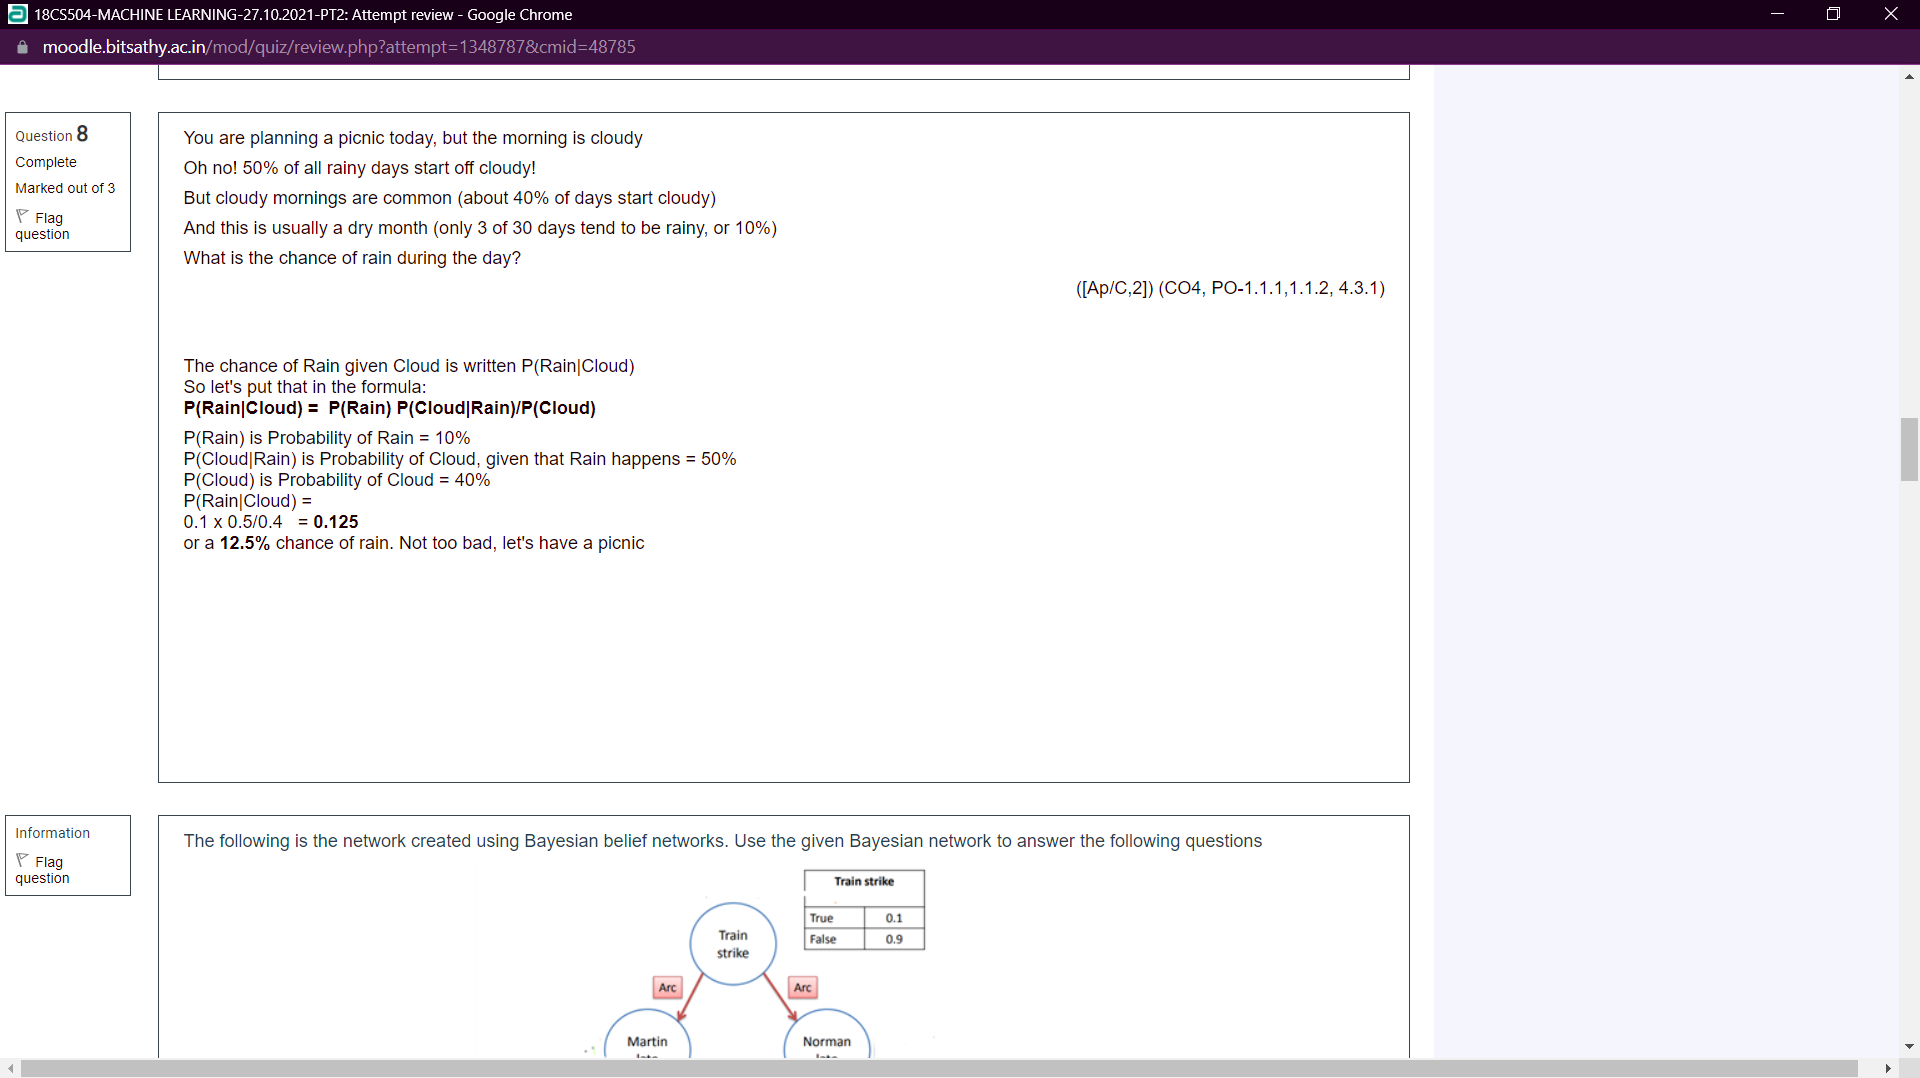 18CS504-MACHINE LEARNING-27.10.2021-PT2: Attempt review - Google Chrome
moodle.bitsathy.ac.in/mod/quiz/review.php?attempt=1348787&cmid=48785
Question 8
Complete
Marked out of 3
Flag
question
You are planning a picnic today, but the morning is cloudy
Oh no! 50% of all rainy days start off cloudy!
But cloudy mornings are common (about 40% of days start cloudy)
And this is usually a dry month (only 3 of 30 days tend to be rainy, or 10%)
What is the chance of rain during the day?
([Ap/C,2]) (CO4, PO-1.1.1,1.1.2, 4.3.1)
The chance of Rain given Cloud is written P(Rain|Cloud)
So let's put that in the formula:
P(Rain|Cloud) =  P(Rain) P(Cloud|Rain)/P(Cloud)
P(Rain) is Probability of Rain = 10%
P(Cloud|Rain) is Probability of Cloud, given that Rain happens = 50%
P(Cloud) is Probability of Cloud = 40%
P(Rain|Cloud) =
0.1 x 0.5/0.4   = 0.125
or a 12.5% chance of rain. Not too bad, let's have a picnic
Information
Flag
question
The following is the network created using Bayesian belief networks. Use the given Bayesian network to answer the following questions
Train strike
True 0.1
False 0.9
Train
strike
Arc
Arc
Martin
Norman